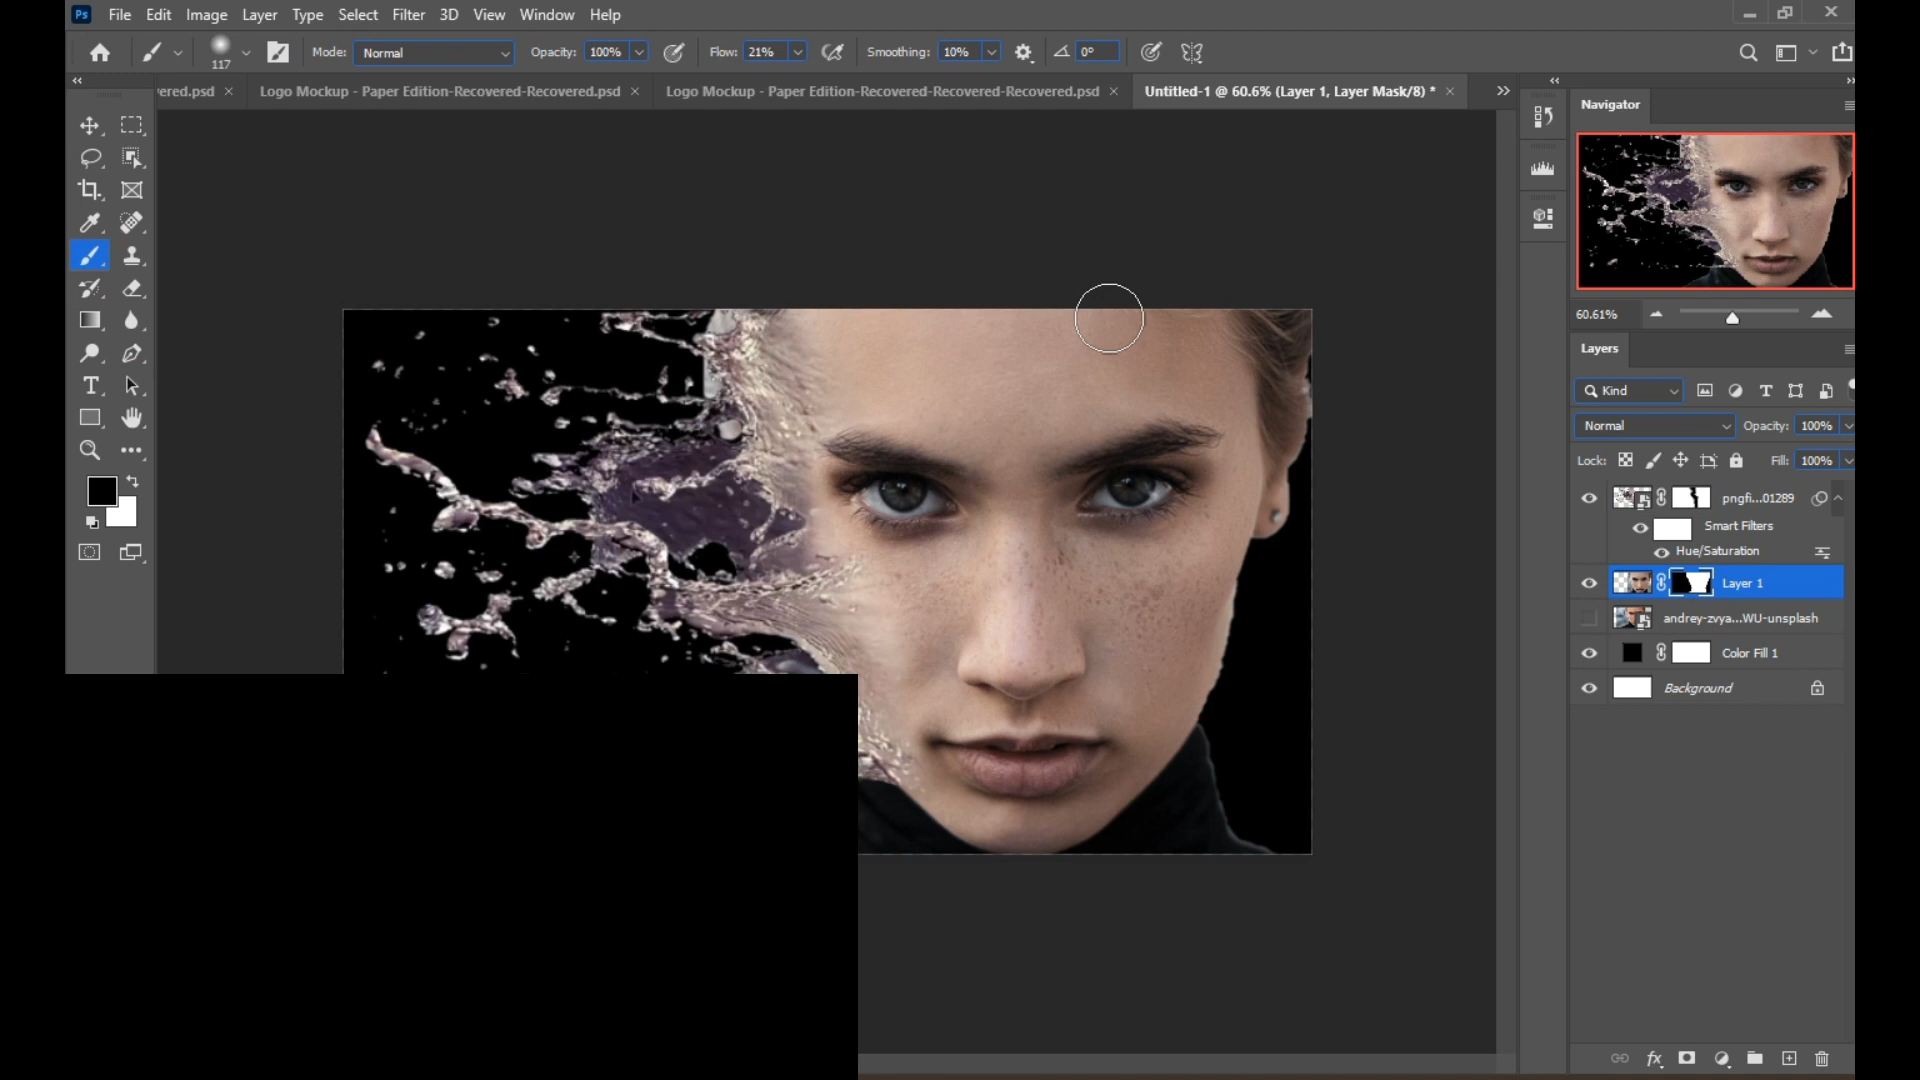 Ps File Edit Image Layer Type Select Filter 3D View Window Help
117 Mode: Normal Opacity: 100% Flow: 21% Smoothing: 10% 0°
ered.psd × Logo Mockup - Paper Edition-Recovered-Recovered.psd × Logo Mockup - Paper Edition-Recovered-Recovered-Recovered.psd × Untitled-1 @ 60.6% (Layer 1, Layer Mask/8) * ×
Navigator
60.61%
Layers
Kind
Normal Opacity: 100%
Lock: Fill: 100%
pngfi...01289
Smart Filters
Hue/Saturation
Layer 1
andrey-zvya...WU-unsplash
Color Fill 1
Background